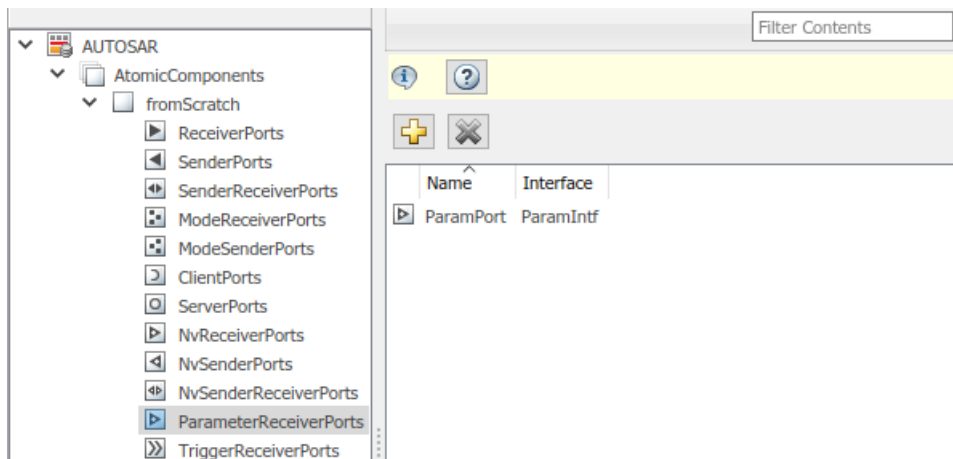 Filter Contents
AUTOSAR
AtomicComponents
fromScratch
ReceiverPorts
SenderPorts
SenderReceiverPorts
ModeReceiverPorts
ModeSenderPorts
ClientPorts
ServerPorts
NvReceiverPorts
NvSenderPorts
NvSenderReceiverPorts
ParameterReceiverPorts
TriggerReceiverPorts
Name Interface
ParamPort ParamIntf